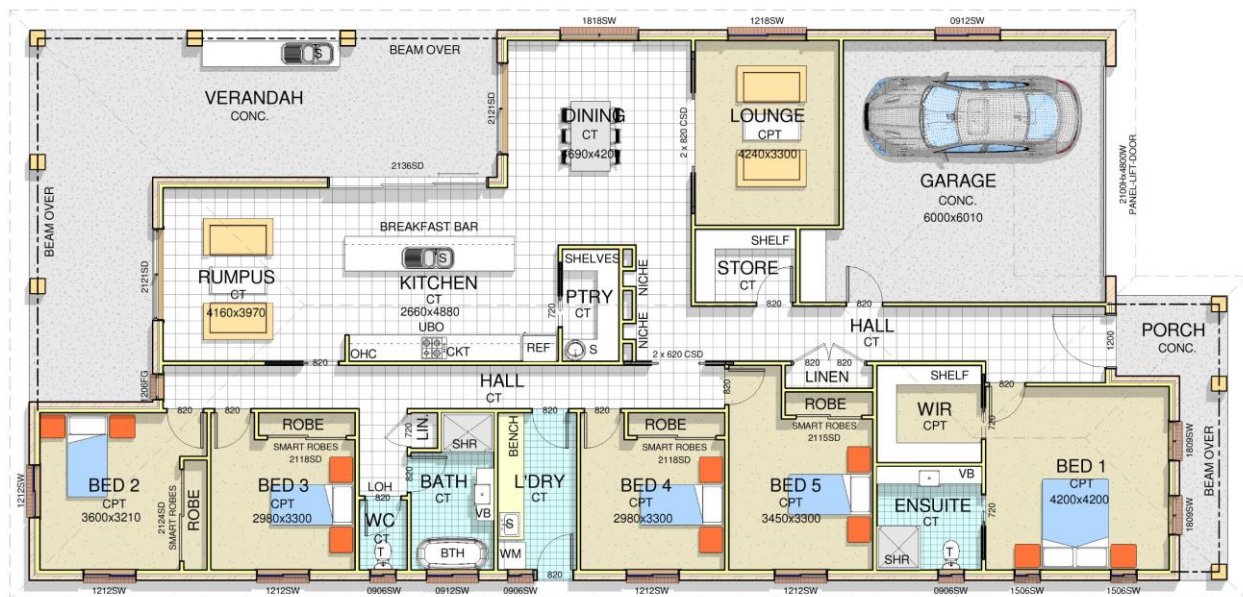 1818SW
1218SW
0912SW
BEAM OVER
S
VERANDAH
CONC.
2121SD
DINING
CT
2 x 820 CSD
LOUNGE
CPT
4240x3300
GARAGE
CONC.
6000x6010
2100Hx4800W
PANEL-LIFT-DOOR
2136SD
BEAM OVER
BREAKFAST BAR
S
SHELVES
NICHE
SHELF
STORE
CT
820
820
2121SD
RUMPUS
CT
4160x3970
KITCHEN
CT
2660x4880
UBO
720
PTRY
CT
NICHE
HALL
CT
1200
PORCH
CONC.
OHC
CKT
REF
S
NICHE
820
2 x 620 CSD
820
820
LINEN
1206FG
HALL
CT
820
SHELF
WIR
CPT
720
820
820
820
ROBE
SMART ROBES
2118SD
LIN.
720
SHR
BENCH
820
820
ROBE
SMART ROBES
2118SD
ROBE
SMART ROBES
2115SD
1212SW
BED 2
CPT
3600x3210
2124SD
SMART ROBES
ROBE
BED 3
CPT
2980x3300
LOH
820
WC
CT
T
820
BATH
CT
VB
BTH
L'DRY
CT
S
WM
820
BED 4
CPT
2980x3300
BED 5
CPT
3450x3300
VB
ENSUITE
CT
720
SHR
T
BED 1
CPT
4200x4200
1809SW
1809SW
BEAM OVER
1212SW
1212SW
0906SW
0912SW
0906SW
1212SW
1212SW
0906SW
1506SW
1506SW